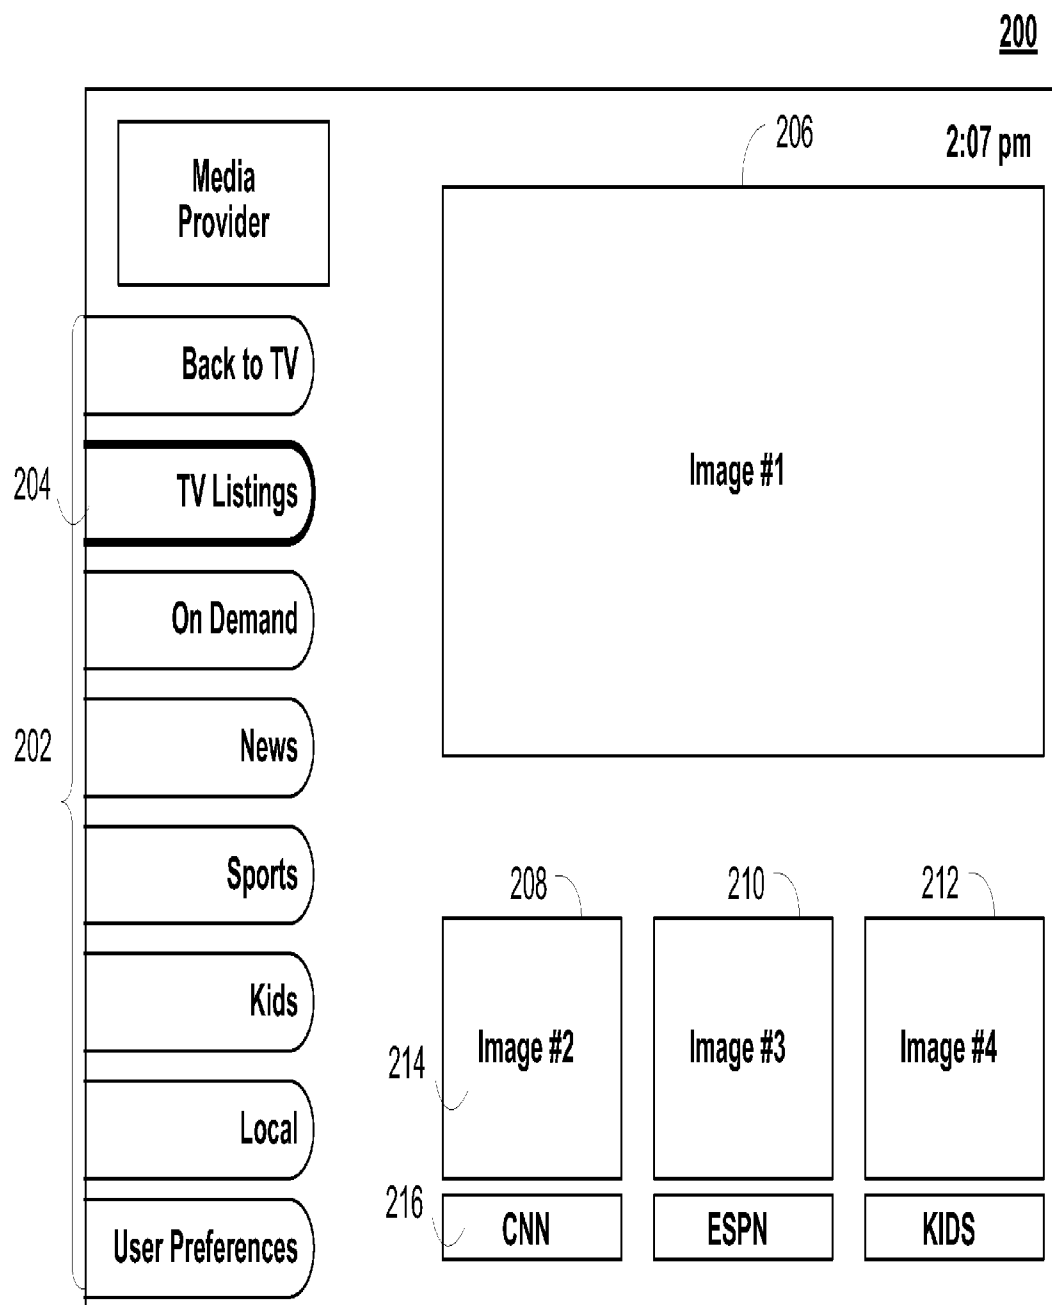 200
206
2:07 pm
Media
Provider
Back to TV
204
TV Listings
Image #1
On Demand
202
News
Sports
208
210
212
Kids
214
Image #2
Image #3
Image #4
Local
216
CNN
ESPN
KIDS
User Preferences